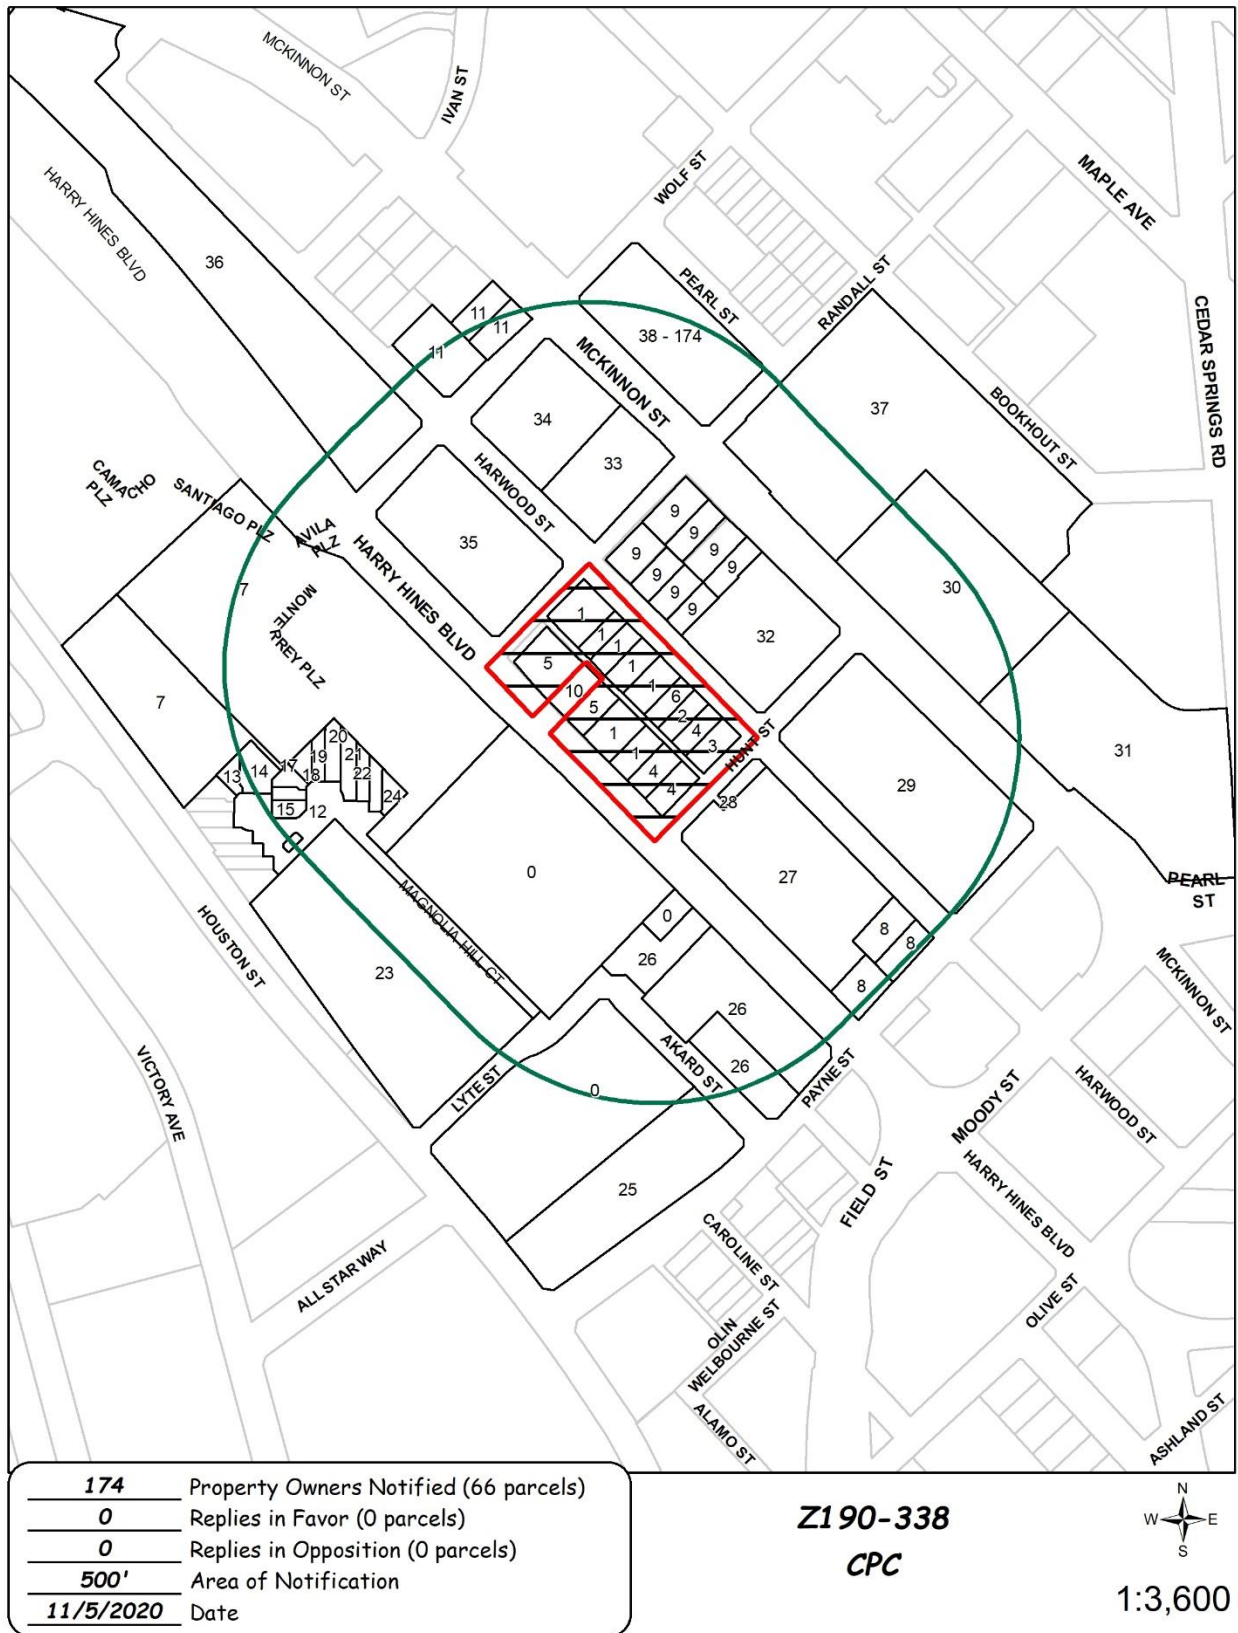 MCKINNON ST
IVAN ST
WOLF ST
MAPLE AVE
HARRY HINES BLVD
36
PEARL ST
RANDALL ST
CEDAR SPRINGS RD
11
11
11
38 - 174
MCKINNON ST
37
BOOKHOUT ST
34
33
HARWOOD ST
CAMACHO PLZ
SANTIAGO PLZ
AVILA PLZ
35
HARRY HINES BLVD
9
9
9
9
9
9
9
9
7
MONTERREY PLZ
30
32
1
1
1
1
1
5
10
5
6
2
4
3
1
1
4
4
HUNT ST
7
31
29
28
20
19
21
17
18
22
13
14
24
15
12
27
0
PEARL ST
MAGNOLIA HILL CT
HOUSTON ST
23
0
26
8
8
8
26
26
AKARD ST
MCKINNON ST
VICTORY AVE
LYTE ST
0
PAYNE ST
MOODY ST
HARWOOD ST
25
FIELD ST
HARRY HINES BLVD
CAROLINE ST
ALL STAR WAY
OLIN WELBOURNE ST
OLIVE ST
ALAMO ST
ASHLAND ST
174 Property Owners Notified (66 parcels)
0 Replies in Favor (0 parcels)
0 Replies in Opposition (0 parcels)
500' Area of Notification
11/5/2020 Date
Z190-338
CPC
N
W E
S
1:3,600